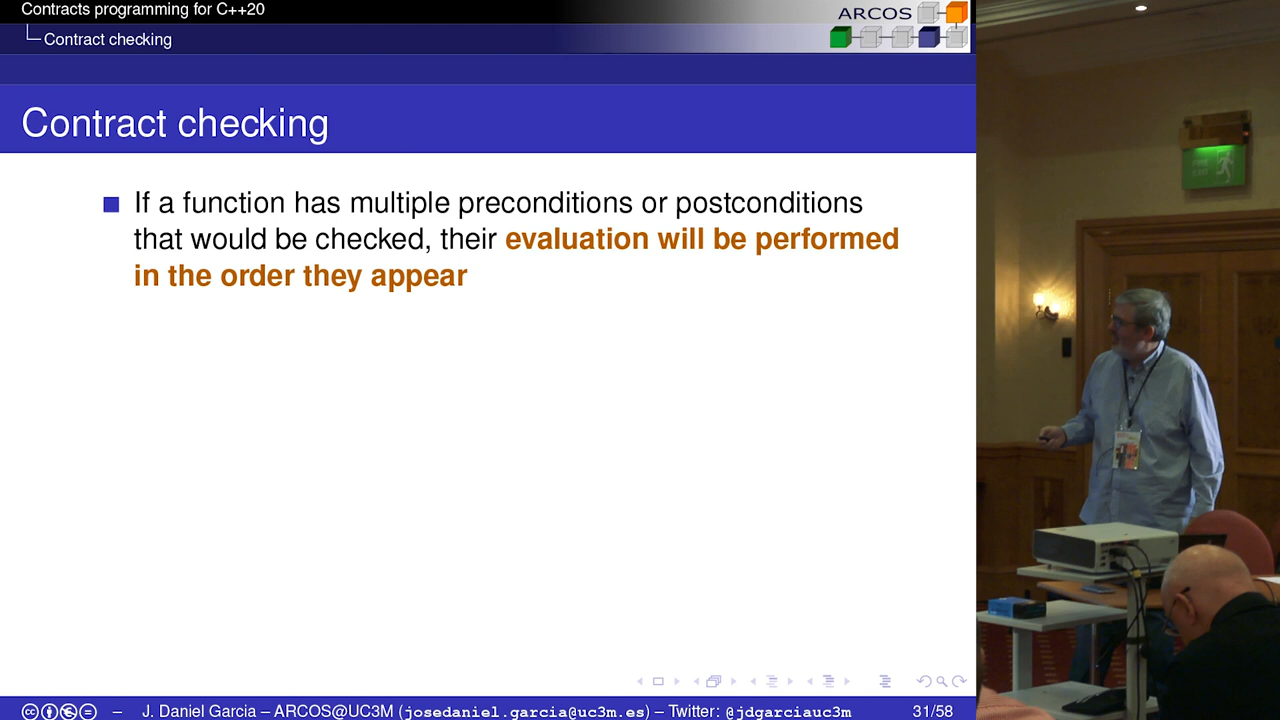 Contracts programming for C++20
Contract checking
ARCOS
Contract checking
If a function has multiple preconditions or postconditions
that would be checked, their evaluation will be performed
in the order they appear
– J. Daniel Garcia – ARCOS@UC3M (josedaniel.garcia@uc3m.es) – Twitter: @jdgarciauc3m 31/58